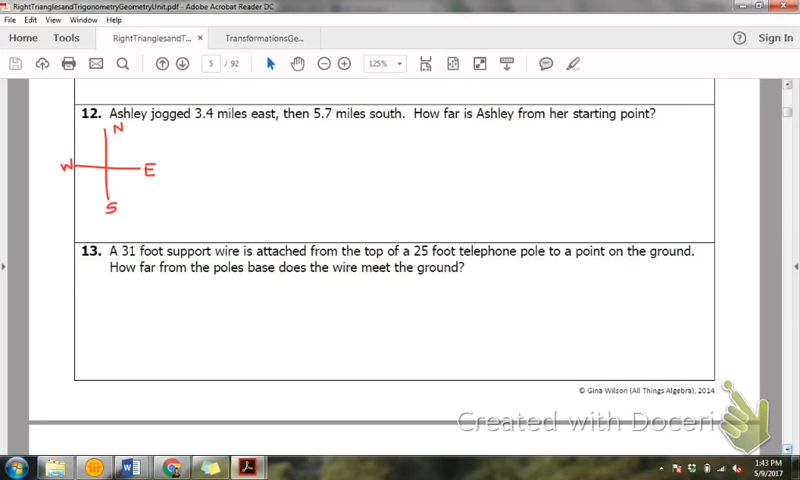 RightTrianglesandTrigonometryGeometryUnit.pdf - Adobe Acrobat Reader DC
File Edit View Window Help
Home Tools RightTrianglesandT... × TransformationsGe... Sign In
5 / 92 125%
12. Ashley jogged 3.4 miles east, then 5.7 miles south. How far is Ashley from her starting point?
N
W E
S
13. A 31 foot support wire is attached from the top of a 25 foot telephone pole to a point on the ground.
How far from the poles base does the wire meet the ground?
© Gina Wilson (All Things Algebra), 2014
Created with Doceri
1:43 PM
5/9/2017